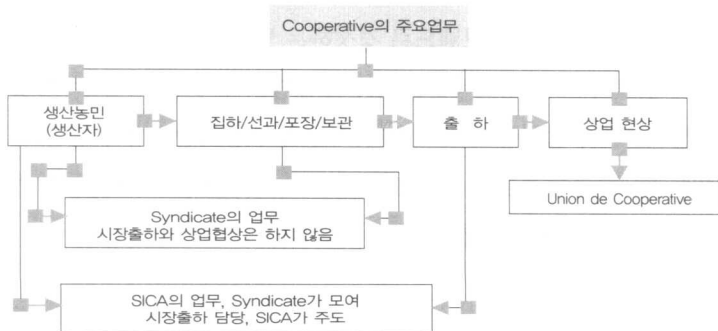 Cooperative의 주요업무
생산농민
(생산자)
집하/선과/포장/보관
출 하
상업 현상
Union de Cooperative
Syndicate의 업무
시장출하와 상업협상은 하지 않음
SICA의 업무, Syndicate가 모여
시장출하 담당, SICA가 주도